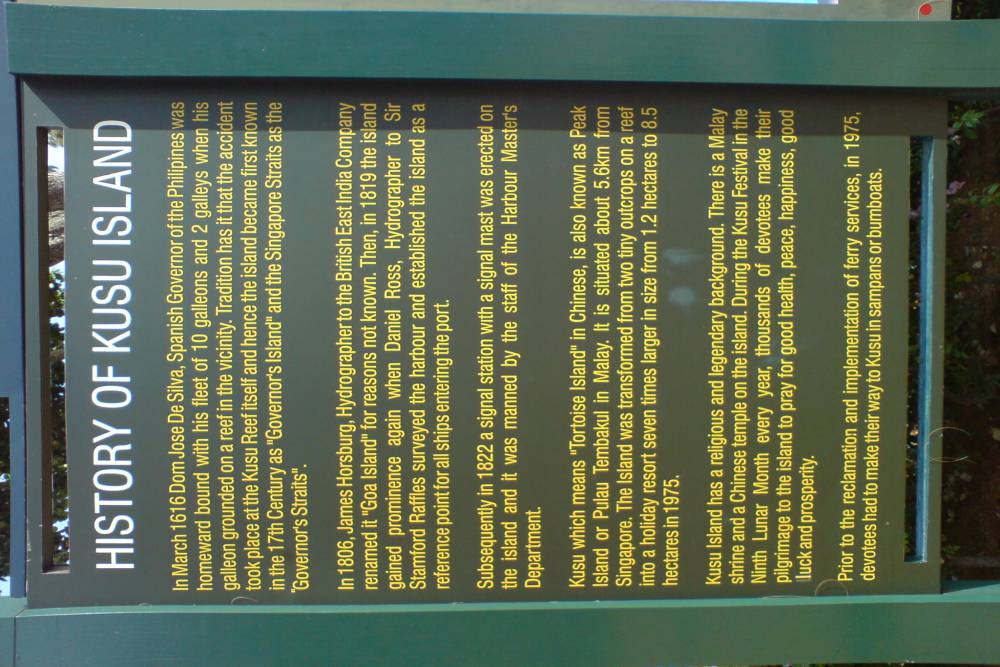 HISTORY OF KUSU ISLAND
In March 1616 Dom Jose De Silva, Spanish Governor of the Philipines was
homeward bound with his fleet of 10 galleons and 2 galleys when his
galleon grounded on a reef in the vicinity. Tradition has it that the accident
took place at the Kusu Reef itself and hence the island became first known
in the 17th Century as "Governor's Island" and the Singapore Straits as the
"Governor's Straits".
In 1806, James Horsburg, Hydrographer to the British East India Company
renamed it "Goa Island" for reasons not known. Then, in 1819 the island
gained prominence again when Daniel Ross, Hydrographer to Sir
Stamford Raffles surveyed the harbour and established the island as a
reference point for all ships entering the port.
Subsequently in 1822 a signal station with a signal mast was erected on
the island and it was manned by the staff of the Harbour Master's
Department.
Kusu which means "Tortoise Island" in Chinese, is also known as Peak
Island or Pulau Tembakul in Malay. It is situated about 5.6km from
Singapore. The Island was transformed from two tiny outcrops on a reef
into a holiday resort seven times larger in size from 1.2 hectares to 8.5
hectares in 1975.
Kusu Island has a religious and legendary background. There is a Malay
shrine and a Chinese temple on the island. During the Kusu Festival in the
Ninth Lunar Month every year, thousands of devotees make their
pilgrimage to the island to pray for good health, peace, happiness, good
luck and prosperity.
Prior to the reclamation and implementation of ferry services, in 1975,
devotees had to make their way to Kusu in sampans or bumboats.